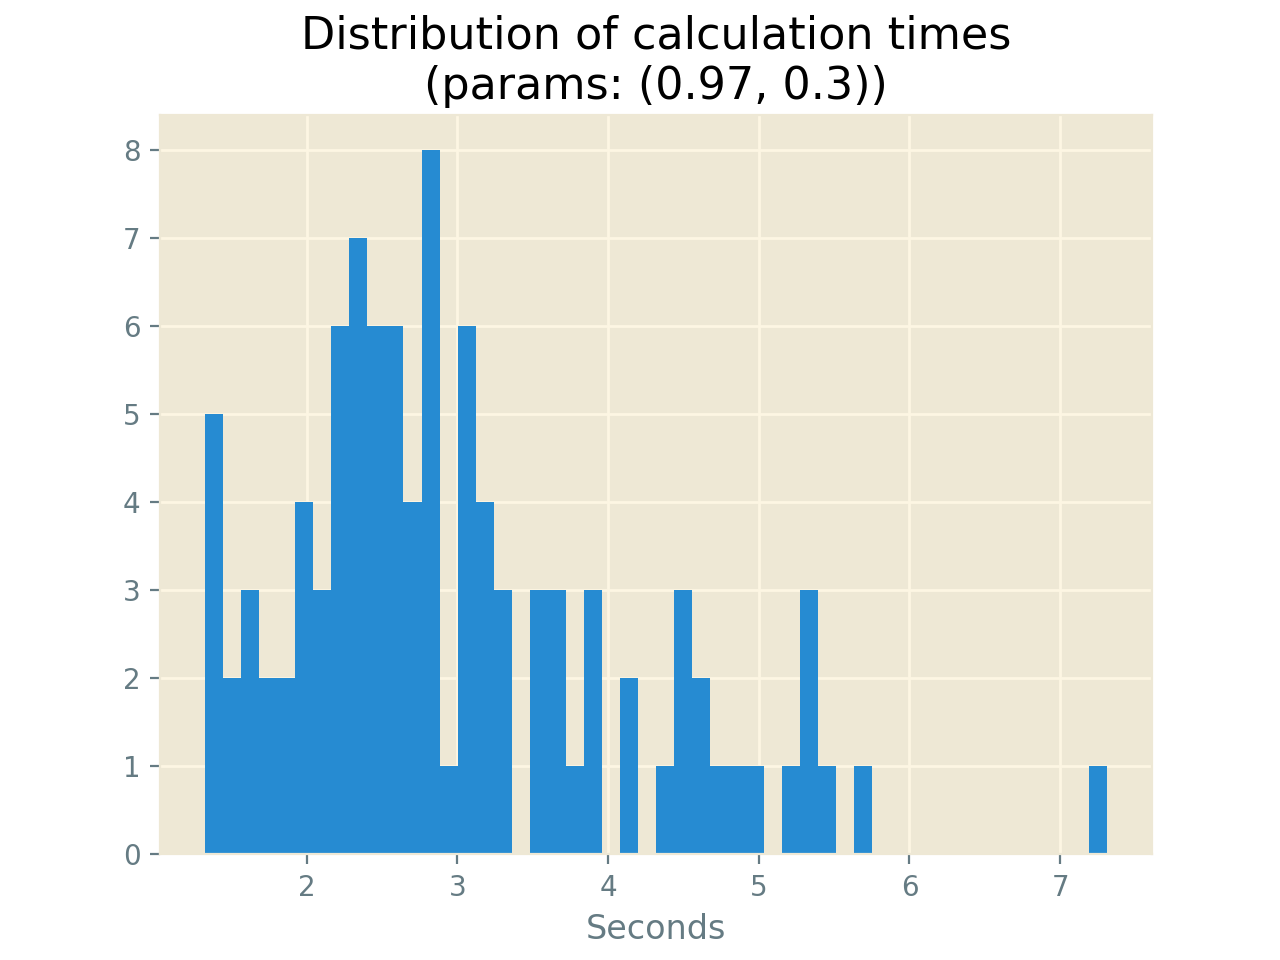 Distribution of calculation times
(params: (0.97, 0.3))
8
7
6
5
4
3
2
1
0
2 3 4 5 6 7
Seconds